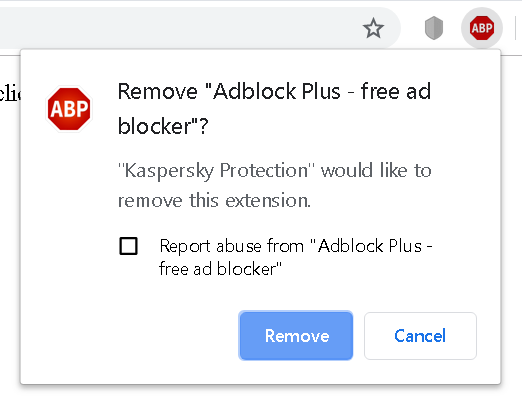 ABP
clic
ABP
Remove "Adblock Plus - free ad
blocker"?
"Kaspersky Protection" would like to
remove this extension.
Report abuse from "Adblock Plus -
free ad blocker"
Remove
Cancel